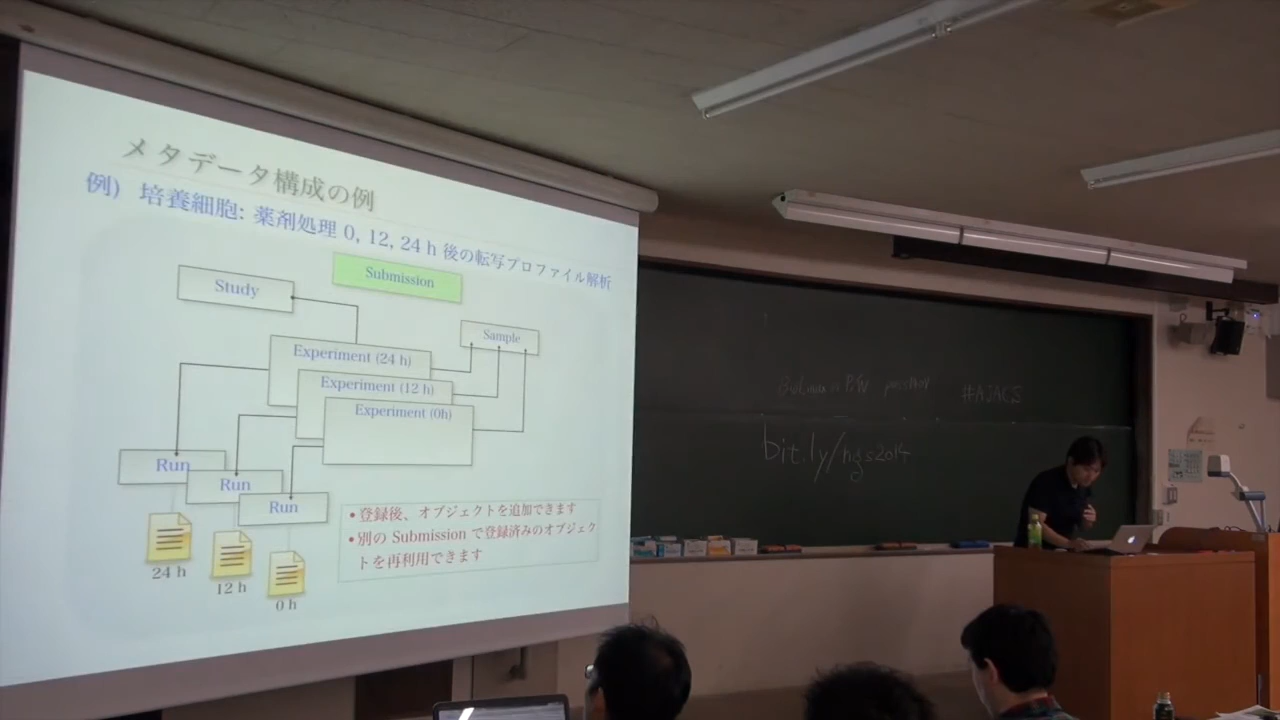 メタデータ構成の例
例) 培養細胞: 薬剤処理 0, 12, 24 h 後の転写プロファイル解析
Submission
Study
Sample
Experiment (24 h)
Experiment (12 h)
Experiment (0h)
Run
Run
Run
24 h
12 h
0 h
•登録後、オブジェクトを追加できます
•別の Submission で登録済みのオブジェク
トを再利用できます
#AJACS
bit.ly/ngs2014